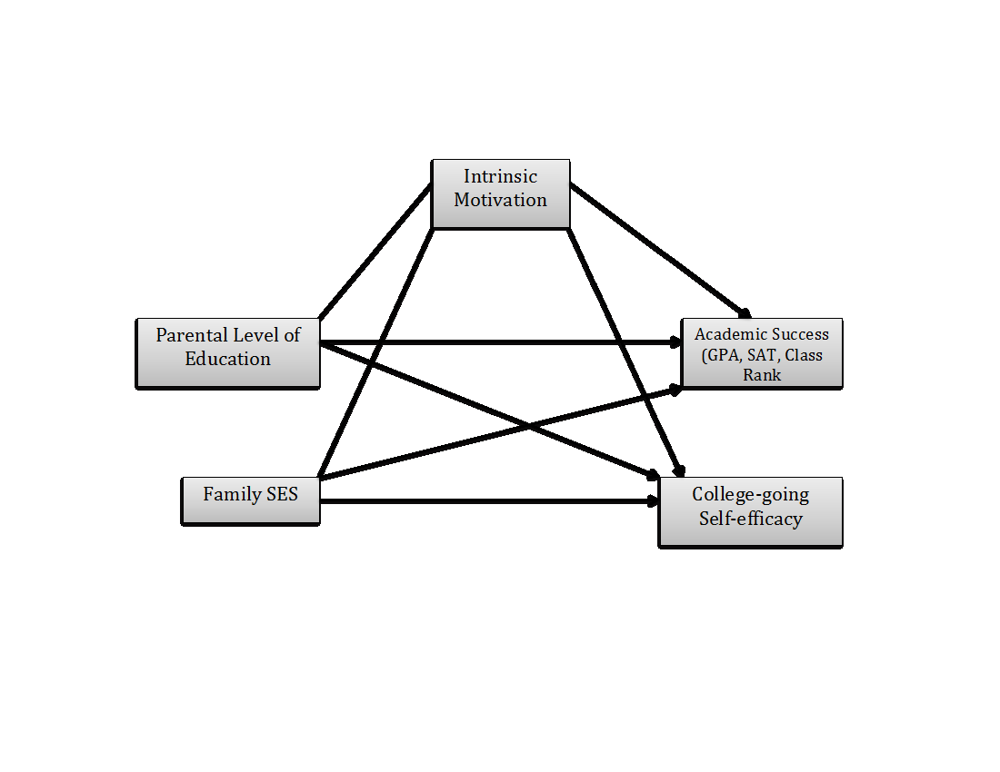 Intrinsic
Motivation
Parental Level of
Education
Academic Success
(GPA, SAT, Class
Rank
Family SES
College-going
Self-efficacy